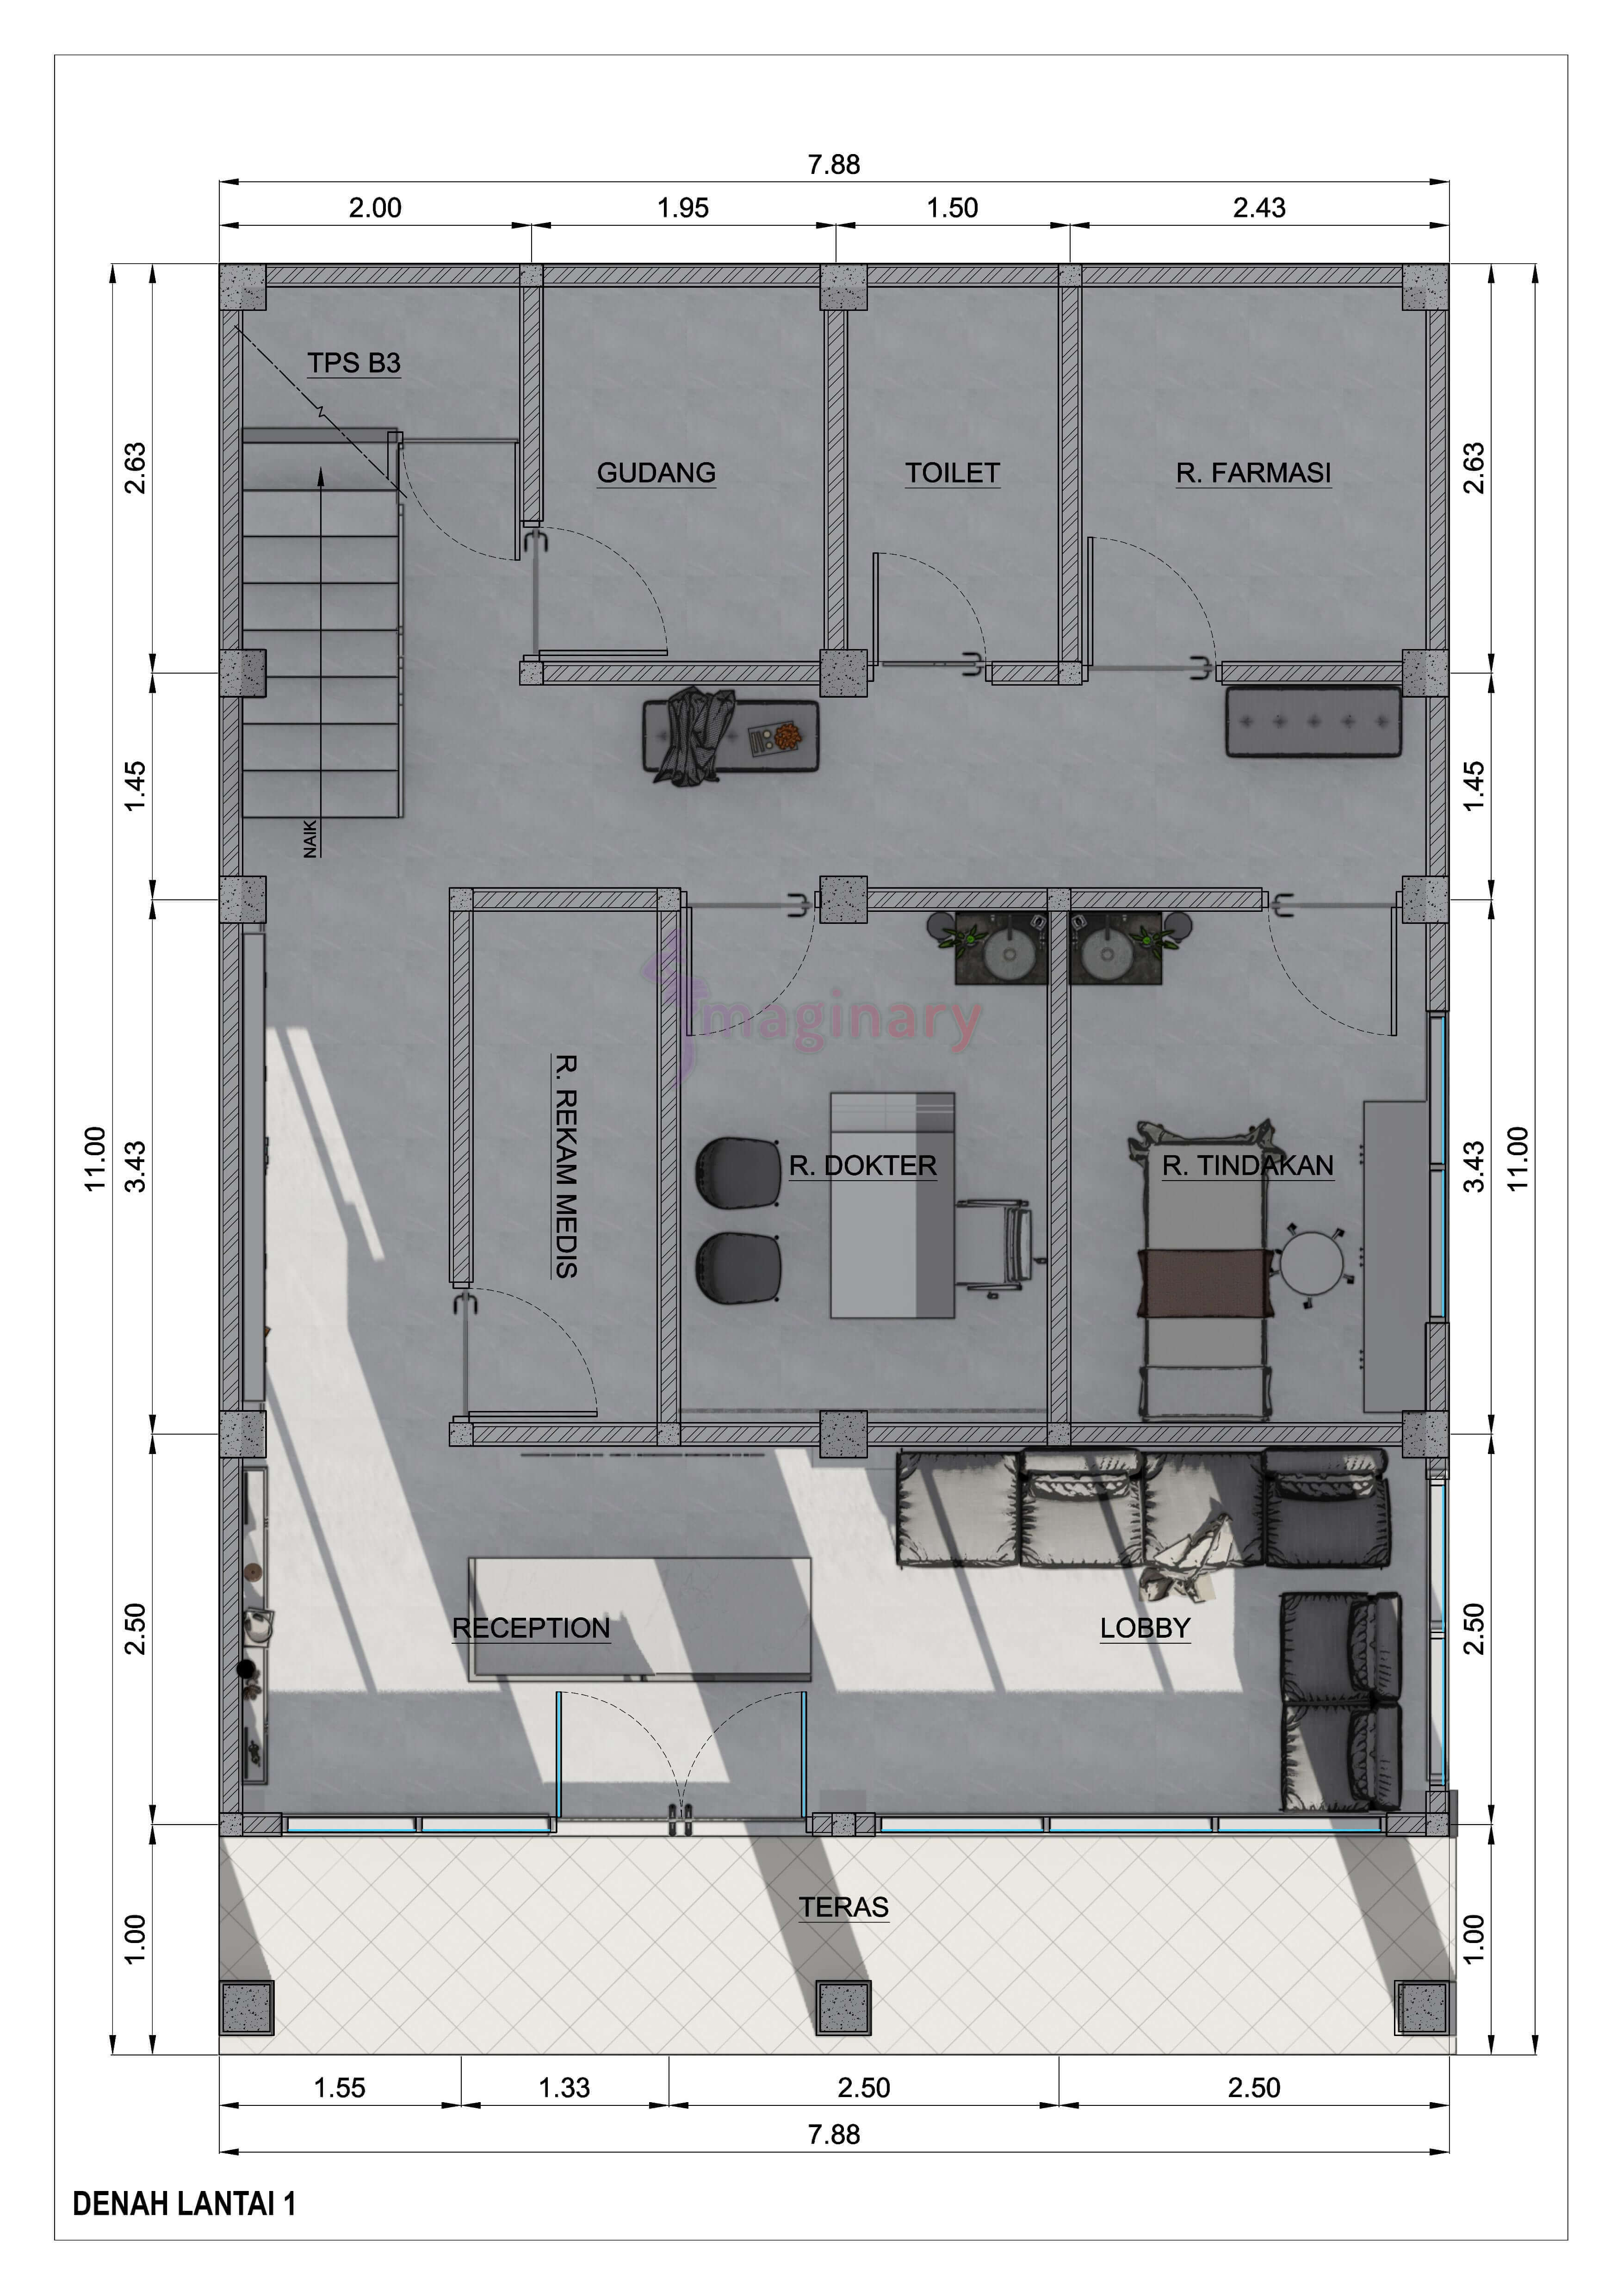 7.88
2.00 1.95 1.50 2.43
TPS B3
GUDANG
TOILET
R. FARMASI
2.63
2.63
1.45
1.45
NAIK
maginary
R. REKAM MEDIS
R. DOKTER
R. TINDAKAN
11.00
3.43
3.43
11.00
RECEPTION
LOBBY
2.50
2.50
TERAS
1.00
1.00
1.55 1.33 2.50 2.50
7.88
DENAH LANTAI 1